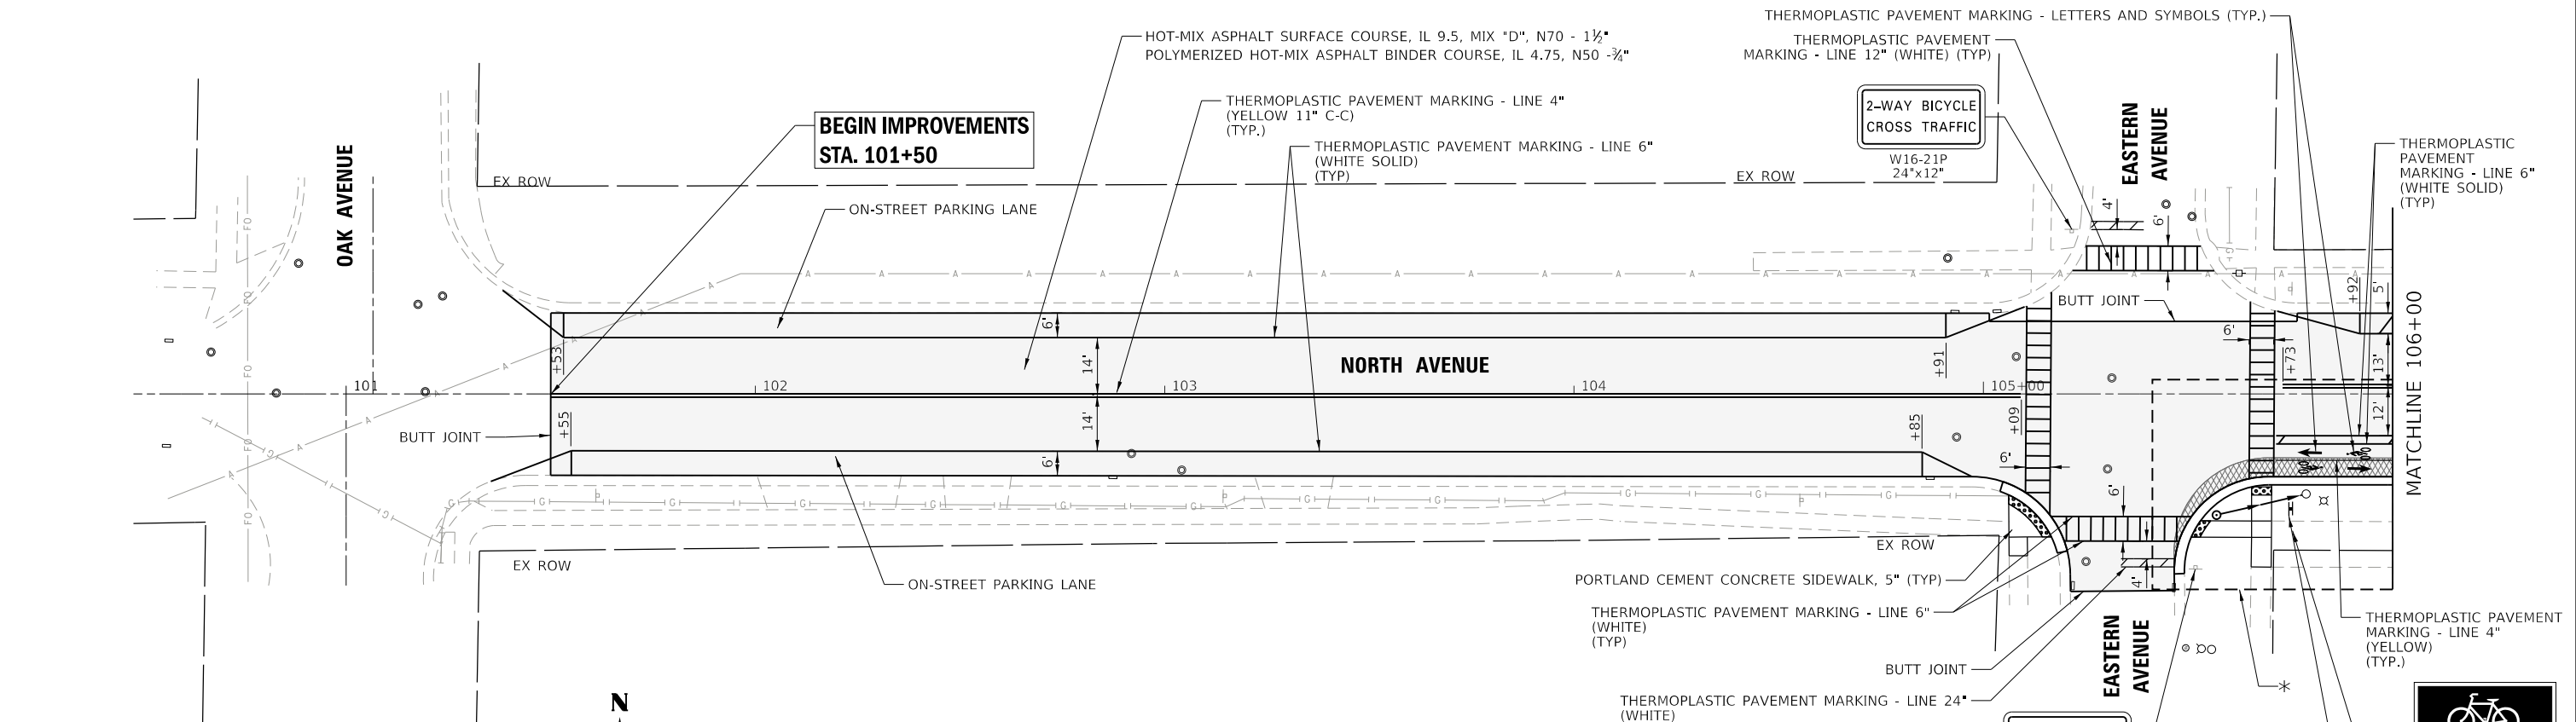 THERMOPLASTIC PAVEMENT MARKING - LETTERS AND SYMBOLS (TYP.)
HOT-MIX ASPHALT SURFACE COURSE, IL 9.5, MIX "D", N70 - 1½"
POLYMERIZED HOT-MIX ASPHALT BINDER COURSE, IL 4.75, N50 -¾"
THERMOPLASTIC PAVEMENT
MARKING - LINE 12" (WHITE) (TYP)
THERMOPLASTIC PAVEMENT MARKING - LINE 4"
(YELLOW 11" C-C)
(TYP.)
2-WAY BICYCLE
CROSS TRAFFIC
W16-21P
24"x12"
EASTERN
AVENUE
BEGIN IMPROVEMENTS
STA. 101+50
THERMOPLASTIC PAVEMENT MARKING - LINE 6"
(WHITE SOLID)
(TYP)
THERMOPLASTIC
PAVEMENT
MARKING - LINE 6"
(WHITE SOLID)
(TYP)
OAK AVENUE
EX ROW
EX ROW
ON-STREET PARKING LANE
4'
6'
FO
A A A A A A A A A A A A A A A A A
BUTT JOINT
+92
5'
MATCHLINE 106+00
6'
6'
+53
14'
NORTH AVENUE
+91
+73
13'
101
102
103
104
105+00
+55
14'
+85
+09
12'
BUTT JOINT
6'
6'
FO
G G G G G G G G G G
6'
EX ROW
EX ROW
4'
ON-STREET PARKING LANE
PORTLAND CEMENT CONCRETE SIDEWALK, 5" (TYP)
THERMOPLASTIC PAVEMENT MARKING - LINE 6"
(WHITE)
(TYP)
THERMOPLASTIC PAVEMENT
MARKING - LINE 4"
(YELLOW)
(TYP.)
EASTERN
AVENUE
BUTT JOINT
THERMOPLASTIC PAVEMENT MARKING - LINE 24"
(WHITE)
N